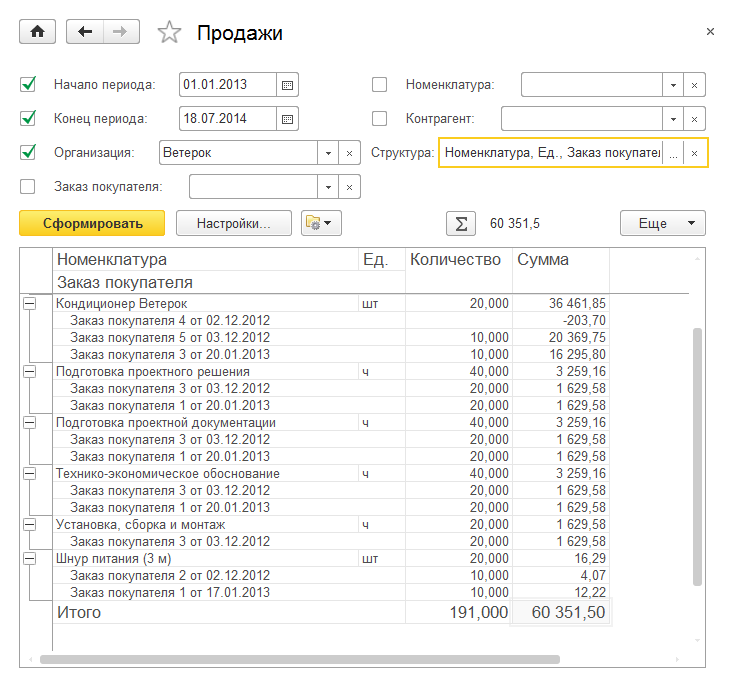 Продажи
Начало периода: 01.01.2013 Номенклатура:
Конец периода: 18.07.2014 Контрагент:
Организация: Ветерок Структура: Номенклатура, Ед., Заказ покупател
Заказ покупателя:
Сформировать Настройки... Σ 60 351,5 Еще
Номенклатура Ед. Количество Сумма
Заказ покупателя
Кондиционер Ветерок шт 20,000 36 461,85
Заказ покупателя 4 от 02.12.2012 -203,70
Заказ покупателя 5 от 03.12.2012 10,000 20 369,75
Заказ покупателя 3 от 20.01.2013 10,000 16 295,80
Подготовка проектного решения ч 40,000 3 259,16
Заказ покупателя 3 от 03.12.2012 20,000 1 629,58
Заказ покупателя 1 от 20.01.2013 20,000 1 629,58
Подготовка проектной документации ч 40,000 3 259,16
Заказ покупателя 3 от 03.12.2012 20,000 1 629,58
Заказ покупателя 1 от 20.01.2013 20,000 1 629,58
Технико-экономическое обоснование ч 40,000 3 259,16
Заказ покупателя 3 от 03.12.2012 20,000 1 629,58
Заказ покупателя 1 от 20.01.2013 20,000 1 629,58
Установка, сборка и монтаж ч 20,000 1 629,58
Заказ покупателя 3 от 03.12.2012 20,000 1 629,58
Шнур питания (3 м) шт 20,000 16,29
Заказ покупателя 2 от 02.12.2012 10,000 4,07
Заказ покупателя 1 от 17.01.2013 10,000 12,22
Итого 191,000 60 351,50